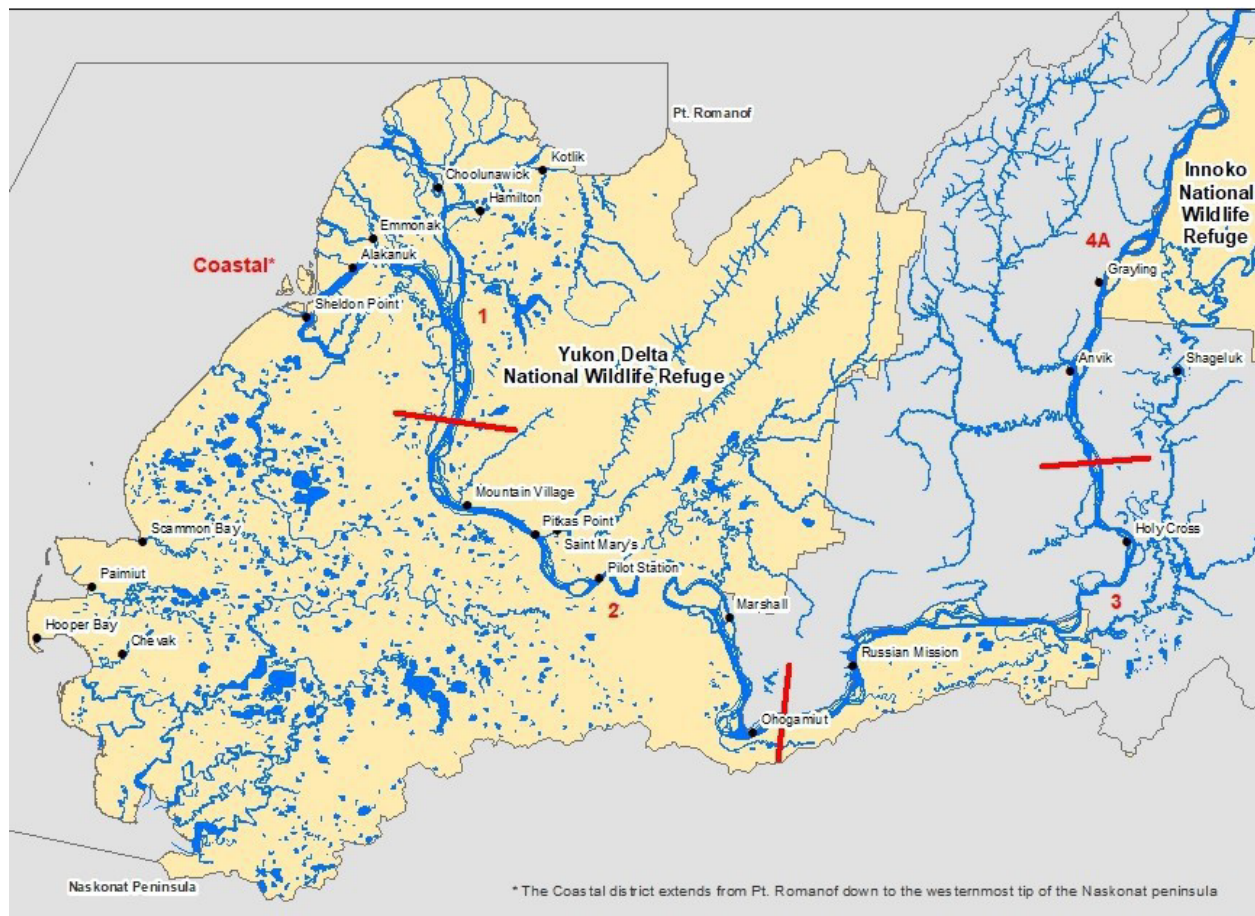 Pt. Romanof
Kotlik
Choolunawick
Hamilton
Innoko
National
Wildlife
Refuge
Emmonak
4A
Alakanuk
Coastal*
Grayling
Sheldon Point
1
Yukon Delta
National Wildlife Refuge
Anvik
Shageluk
Mountain Village
Pitkas Point
Scammon Bay
Saint Mary's
Holy Cross
Pilot Station
Paimiut
2
Marshall
3
Hooper Bay
Chevak
Russian Mission
Ohogamiut
Naskonat Peninsula
* The Coastal district extends from Pt. Romanof down to the westernmost tip of the Naskonat peninsula